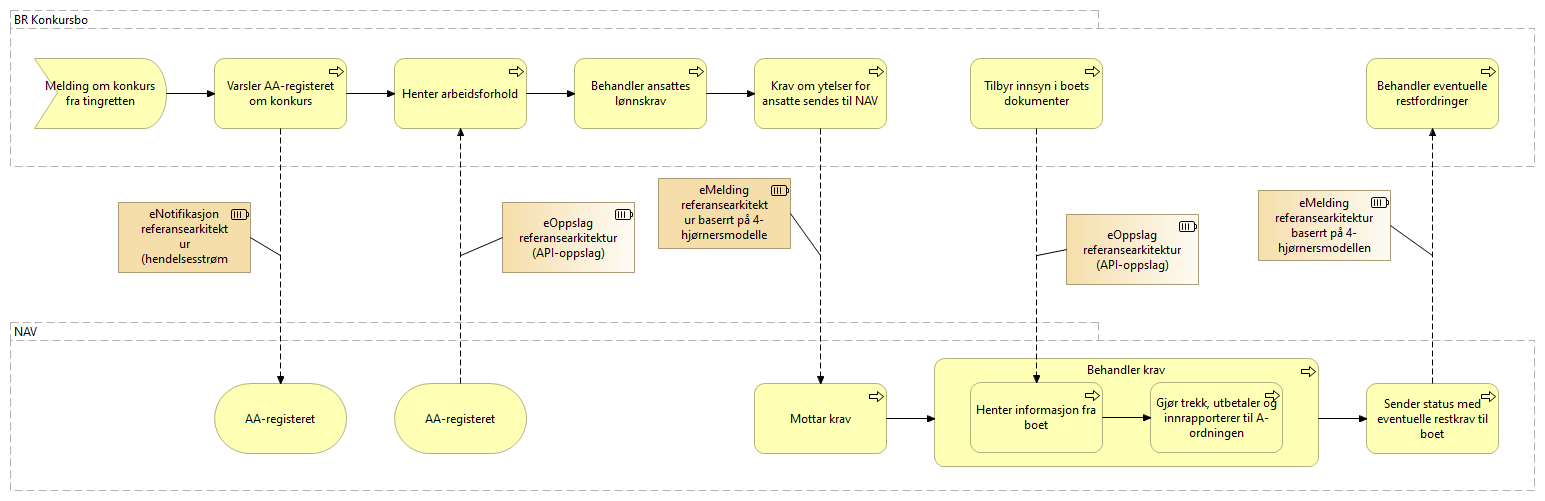 BR Konkursbo
Melding om konkurs
fra tingretten
Varsler AA-registeret
om konkurs
Henter arbeidsforhold
Behandler ansattes
lønnskrav
Krav om ytelser for
ansatte sendes til NAV
Tilbyr innsyn i boets
dokumenter
Behandler eventuelle
restfordringer
eNotifikasjon
referansearkitekt
ur
(hendelsesstrøm
eOppslag
referansearkitektur
(API-oppslag)
eMelding
referansearkitekt
ur baserrt på 4-
hjørnersmodelle
eOppslag
referansearkitektur
(API-oppslag)
eMelding
referansearkitektur
baserrt på 4-
hjørnersmodellen
NAV
AA-registeret
AA-registeret
Mottar krav
Behandler krav
Henter informasjon fra
boet
Gjør trekk, utbetaler og
innrapporterer til A-
ordningen
Sender status med
eventuelle restkrav til
boet